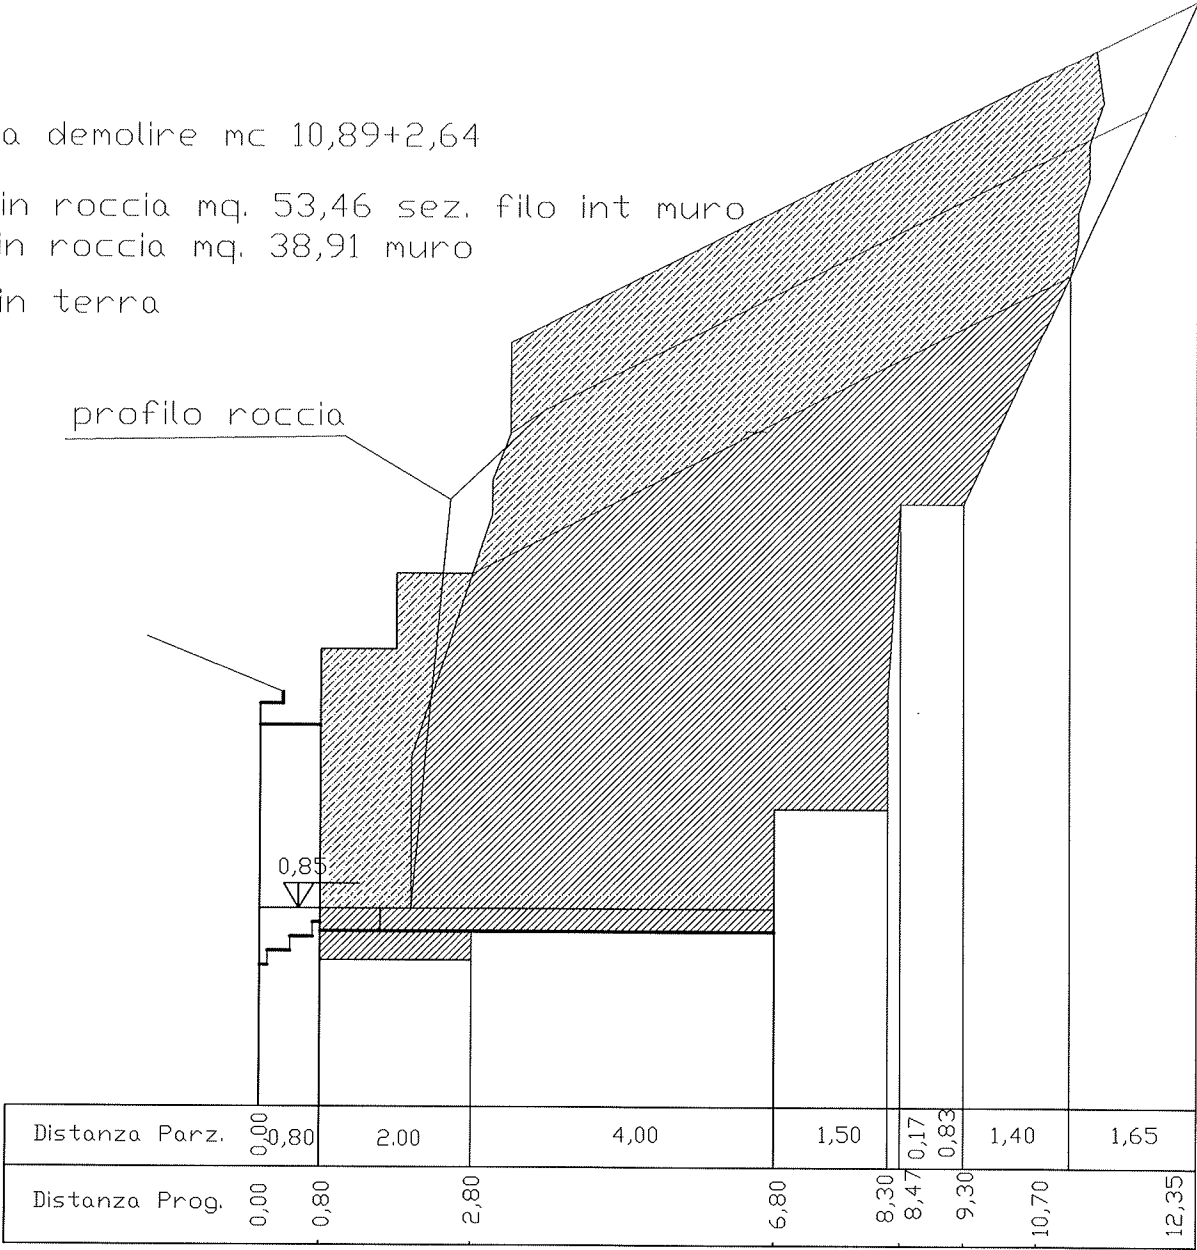 a demolire mc 10,89+2,64
in roccia mq. 53,46 sez. filo int muro
in roccia mq. 38,91 muro
in terra
profilo roccia
0,85
Distanza Parz. 0,00 0,80 2.00 4,00 1,50 0,17 0,83 1,40 1,65
Distanza Prog. 0,00 0,80 2,80 6,80 8,30 8,47 9,30 10,70 12,35